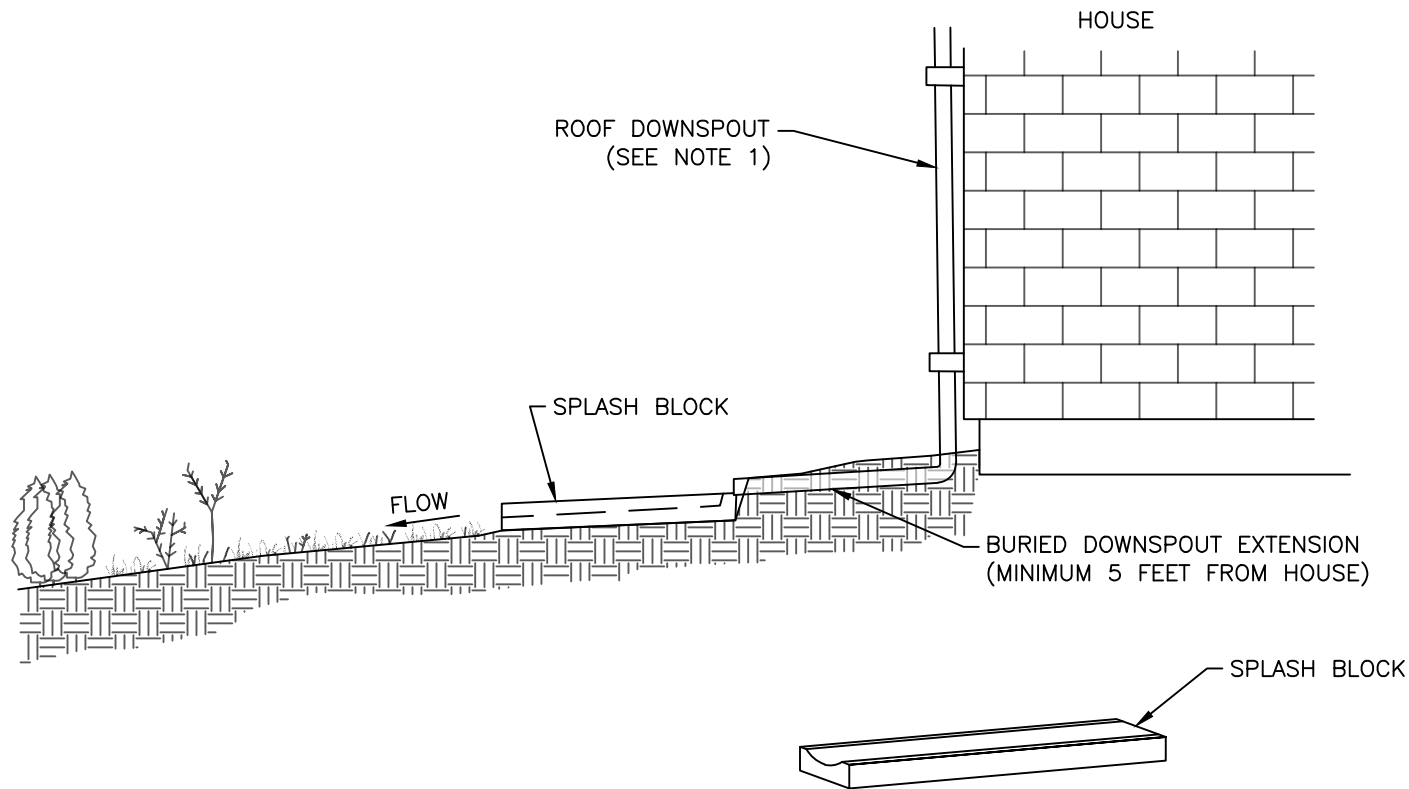 HOUSE
ROOF DOWNSPOUT
(SEE NOTE 1)
SPLASH BLOCK
FLOW
BURIED DOWNSPOUT EXTENSION
(MINIMUM 5 FEET FROM HOUSE)
SPLASH BLOCK